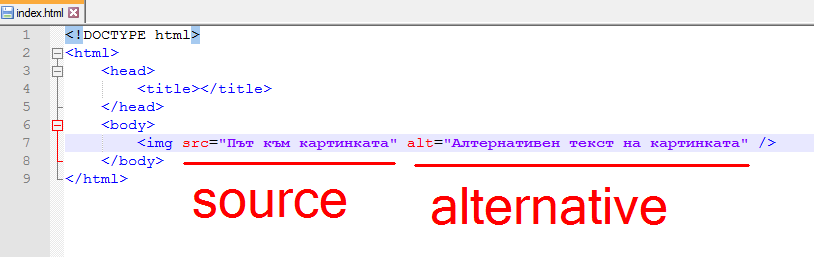 index.html
1 <!DOCTYPE html>
2 <html>
3 <head>
4 <title></title>
5 </head>
6 <body>
7 <img src="Път към картинката" alt="Алтернативен текст на картинката" />
8 </body>
9 </html>
source alternative